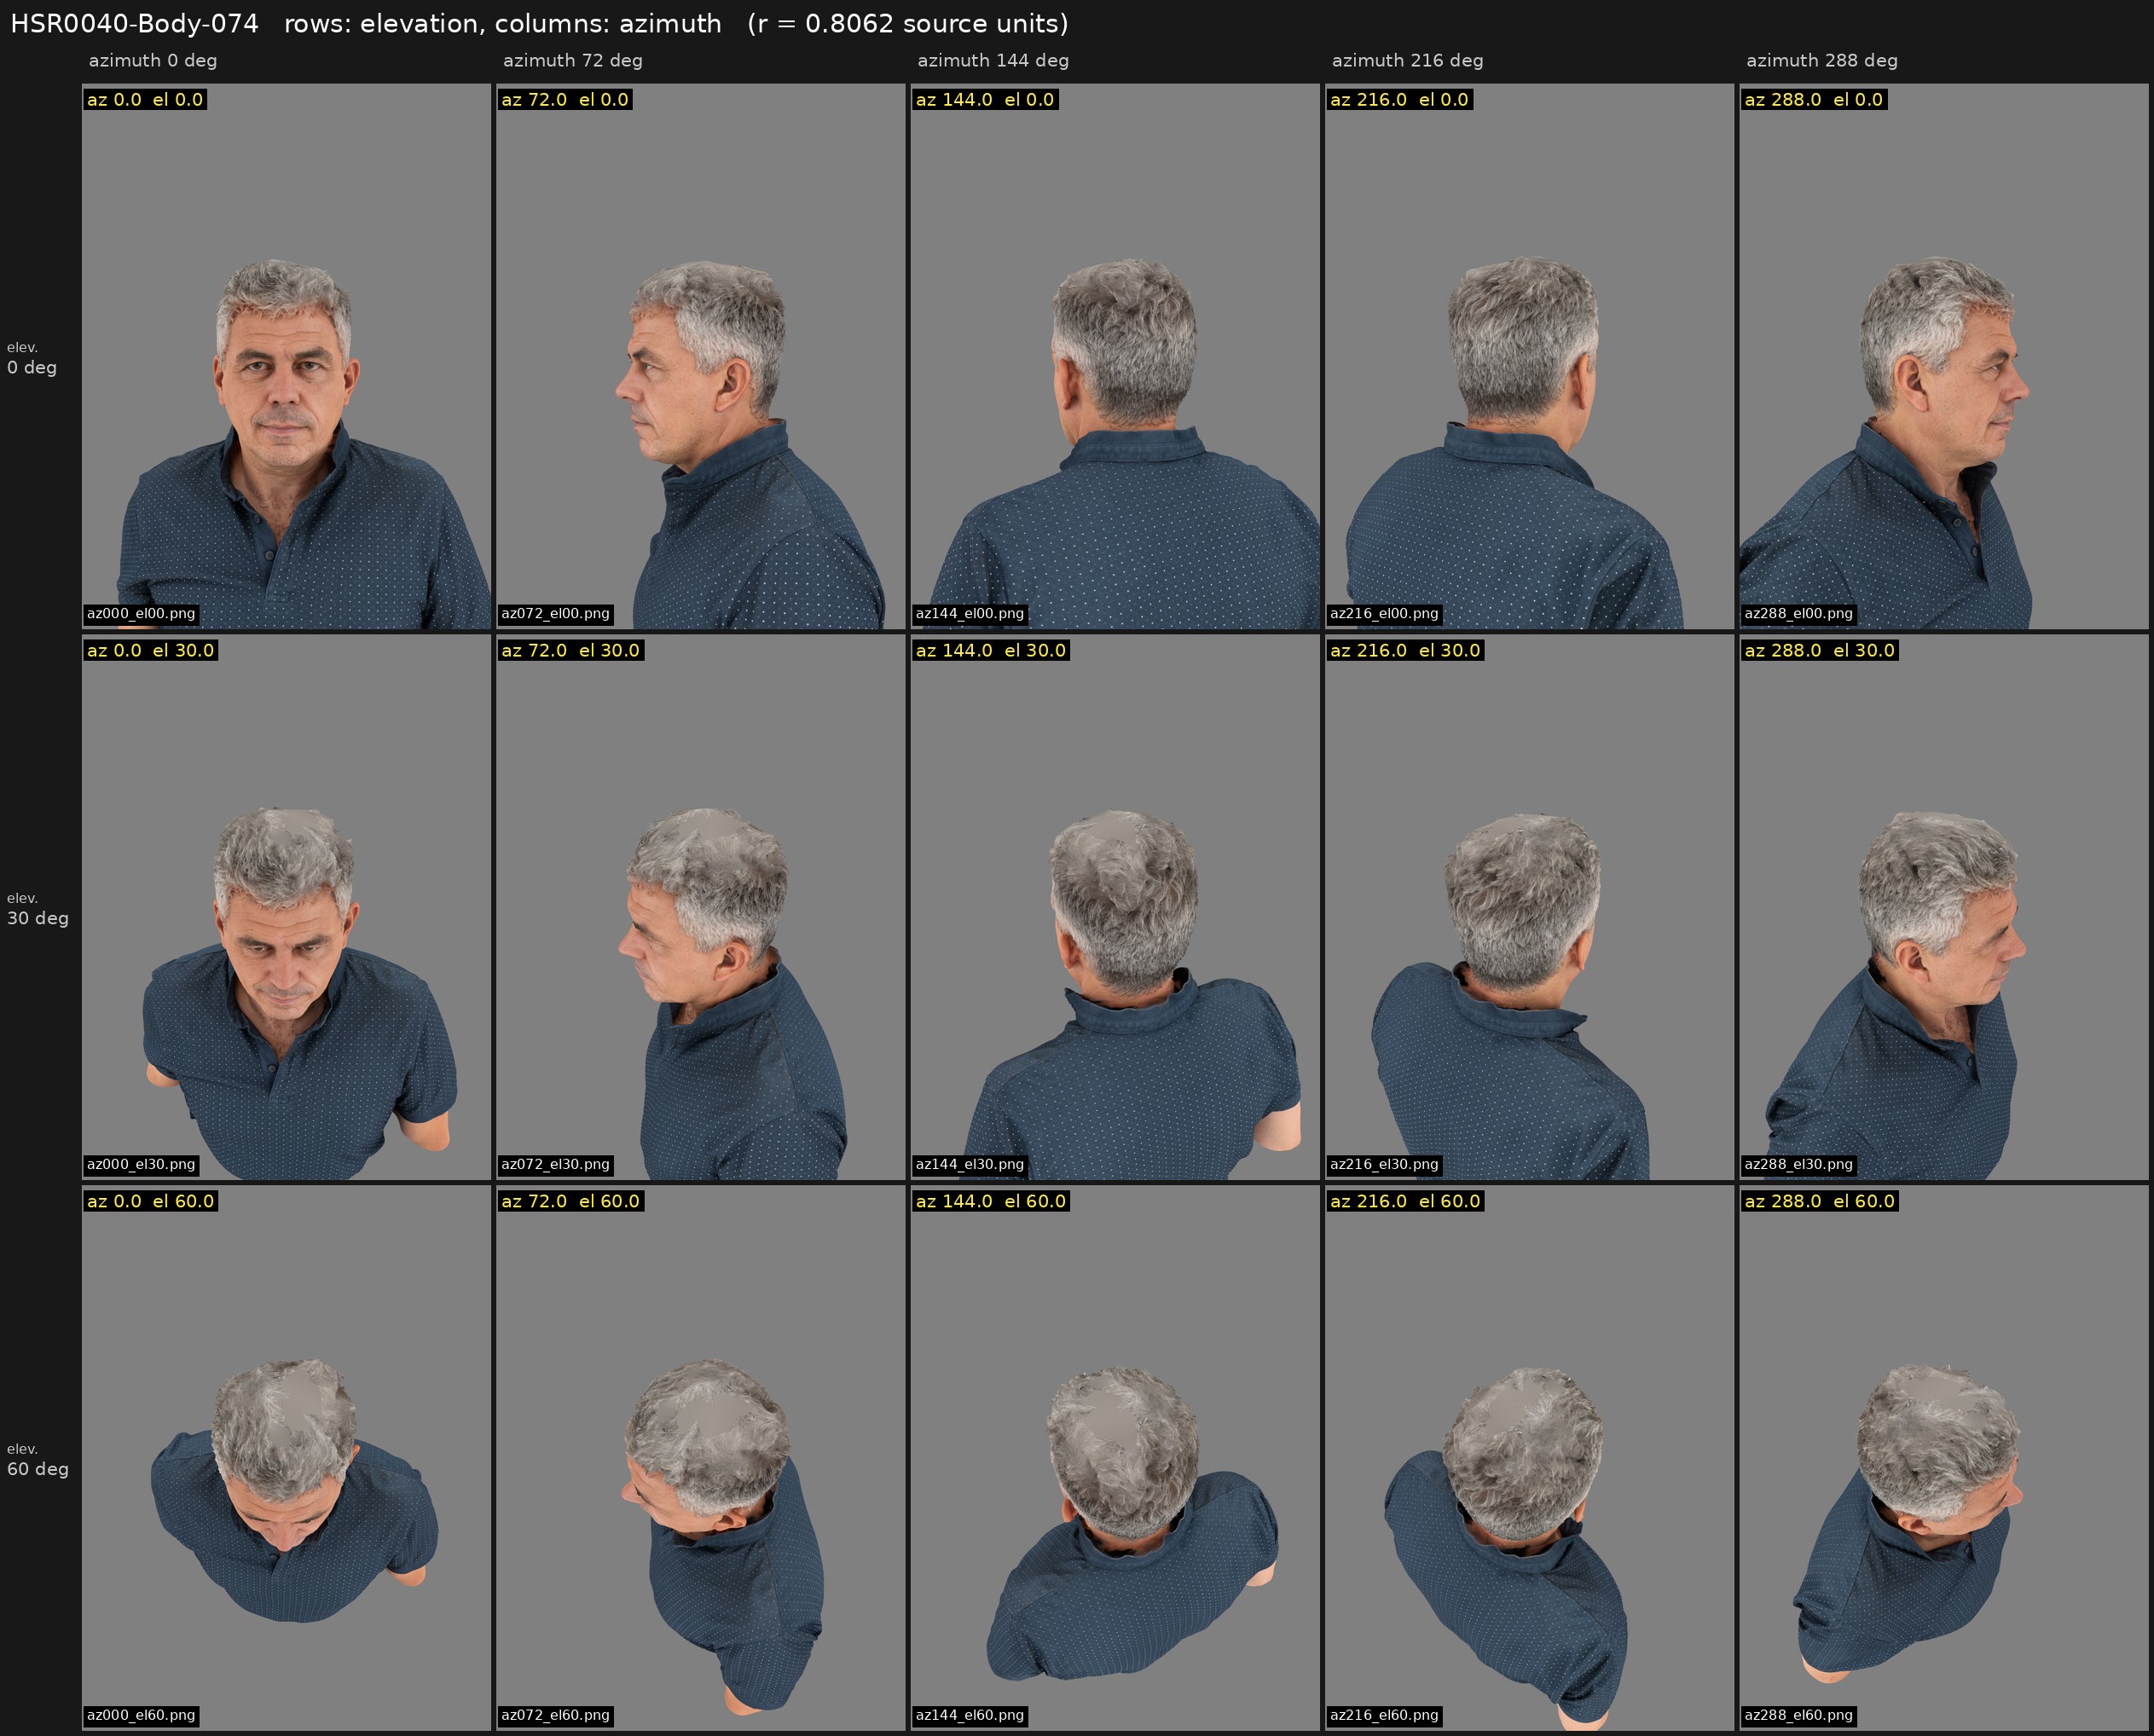 HSR0040-Body-074   rows: elevation, columns: azimuth   (r = 0.8062 source units)
azimuth 0 deg
azimuth 72 deg
azimuth 144 deg
azimuth 216 deg
azimuth 288 deg
az 0.0  el 0.0
az 72.0  el 0.0
az 144.0  el 0.0
az 216.0  el 0.0
az 288.0  el 0.0
elev.
0 deg
az000_el00.png
az072_el00.png
az144_el00.png
az216_el00.png
az288_el00.png
az 0.0  el 30.0
az 72.0  el 30.0
az 144.0  el 30.0
az 216.0  el 30.0
az 288.0  el 30.0
elev.
30 deg
az000_el30.png
az072_el30.png
az144_el30.png
az216_el30.png
az288_el30.png
az 0.0  el 60.0
az 72.0  el 60.0
az 144.0  el 60.0
az 216.0  el 60.0
az 288.0  el 60.0
elev.
60 deg
az000_el60.png
az072_el60.png
az144_el60.png
az216_el60.png
az288_el60.png